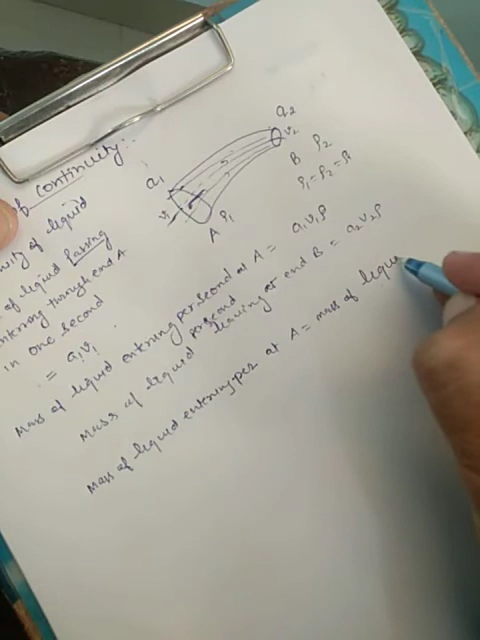 of continuity:-
a₂
v₂
a₁
B ρ₂
ρ₁=ρ₂=ρ
v₁
A ρ₁
of liquid
of liquid passing
entering through end A
in one second
= a₁v₁
Mass of liquid entering per second at A = a₁v₁ρ
Mass of liquid per second leaving at end B = a₂v₂ρ
Mass of liquid entering per at A = mass of liqu